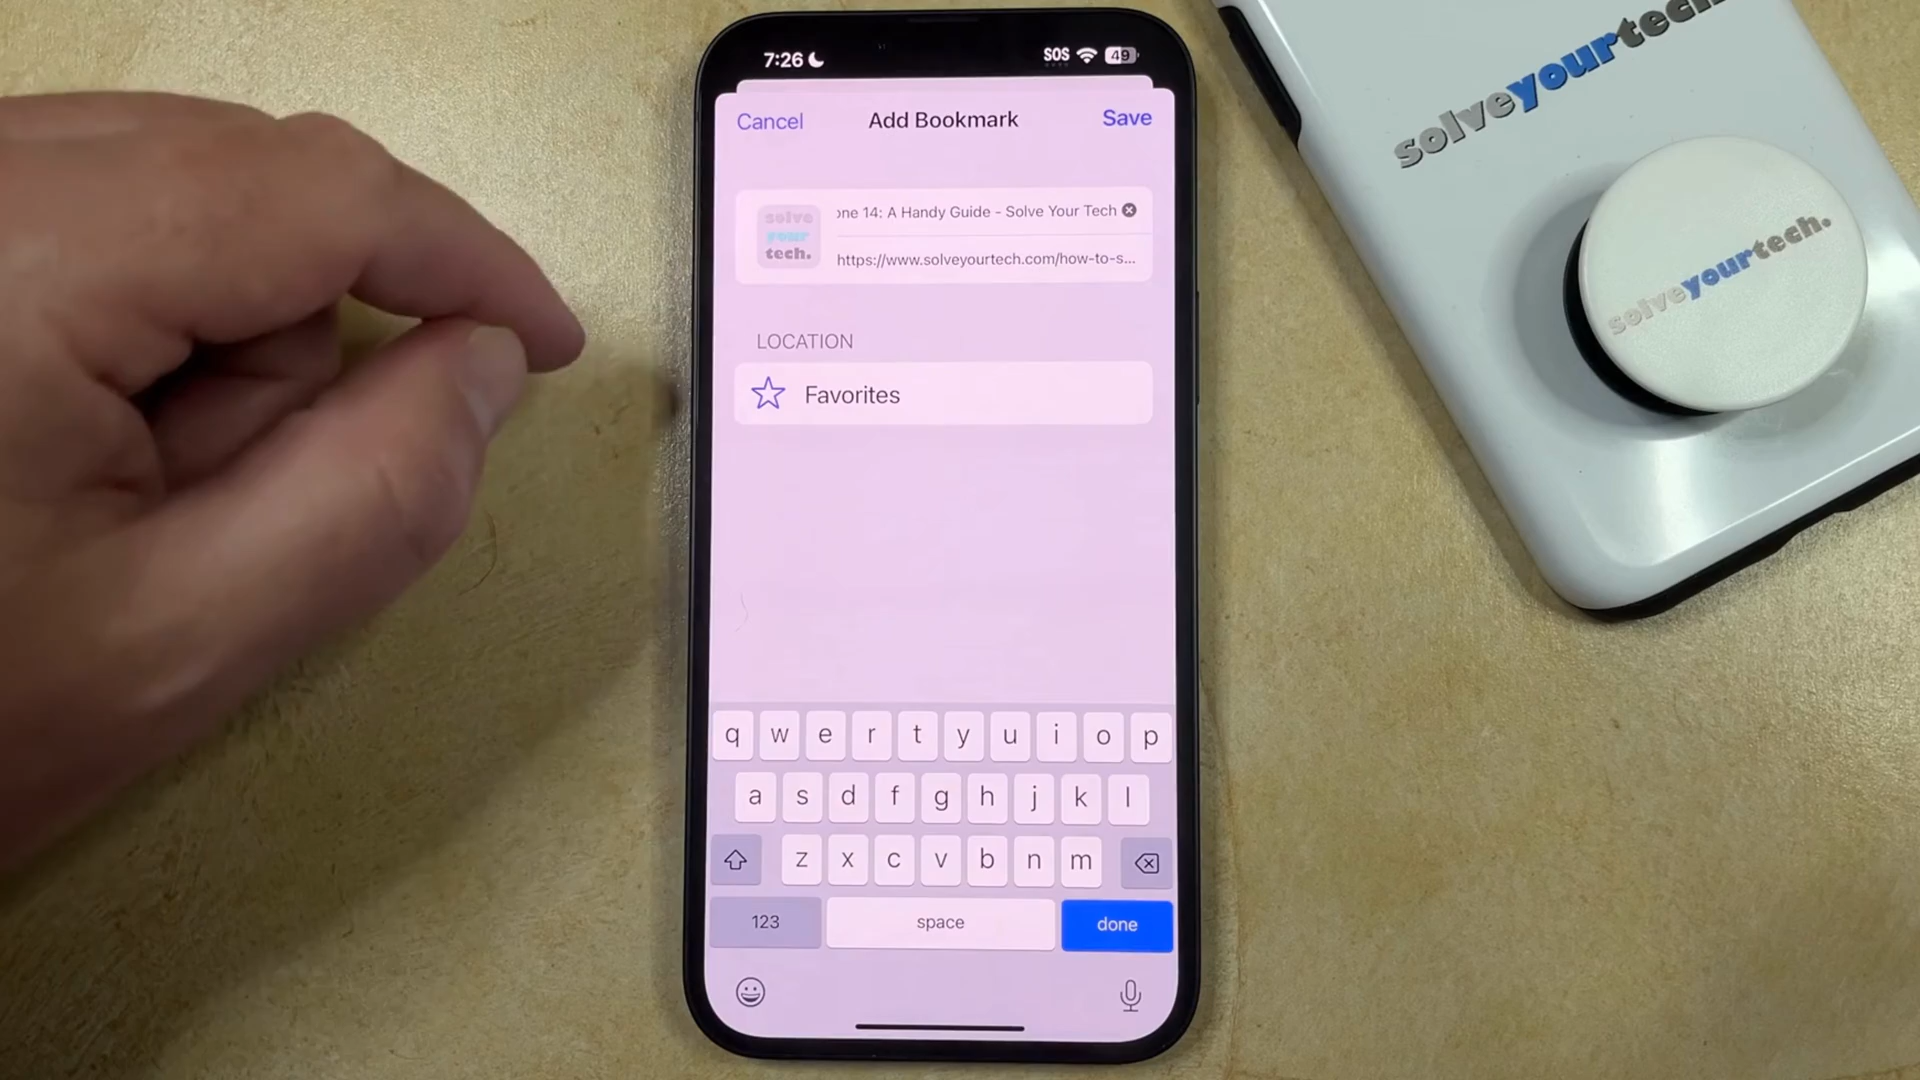 7:26 SOS 49
Cancel Add Bookmark Save
solve
your
tech.
one 14: A Handy Guide - Solve Your Tech
https://www.solveyourtech.com/how-to-s...
LOCATION
Favorites
q w e r t y u i o p
a s d f g h j k l
z x c v b n m
123 space done
solveyourtech
solveyourtech.